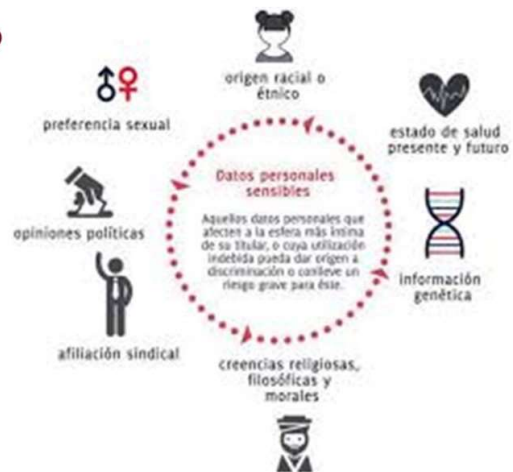 origen racial o
étnico
preferencia sexual
estado de salud
presente y futuro
Datos personales
sensibles
Aquellos datos personales que
afecten a la esfera más íntima
de su titular, o cuya utilización
indebida pueda dar origen a
discriminación o conlleve un
riesgo grave para éste.
opiniones políticas
información
genética
afiliación sindical
creencias religiosas,
filosóficas y
morales